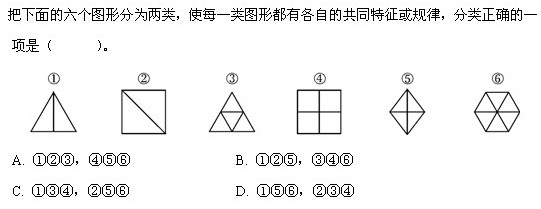 把下面的六个图形分为两类，使每一类图形都有各自的共同特征或规律，分类正确的一
项是（　　）。
① ② ③ ④ ⑤ ⑥
A. ①②③，④⑤⑥　　B. ①②⑤，③④⑥
C. ①③④，②⑤⑥　　D. ①⑤⑥，②③④